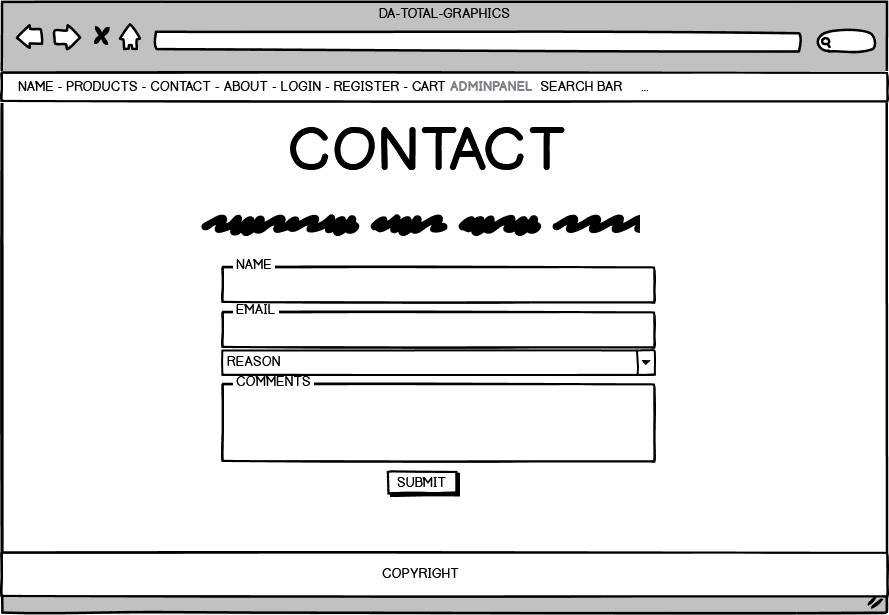 DA-TOTAL-GRAPHICS
NAME - PRODUCTS - CONTACT - ABOUT - LOGIN - REGISTER - CART ADMINPANEL SEARCH BAR ...
CONTACT
NAME
EMAIL
REASON
COMMENTS
SUBMIT
COPYRIGHT